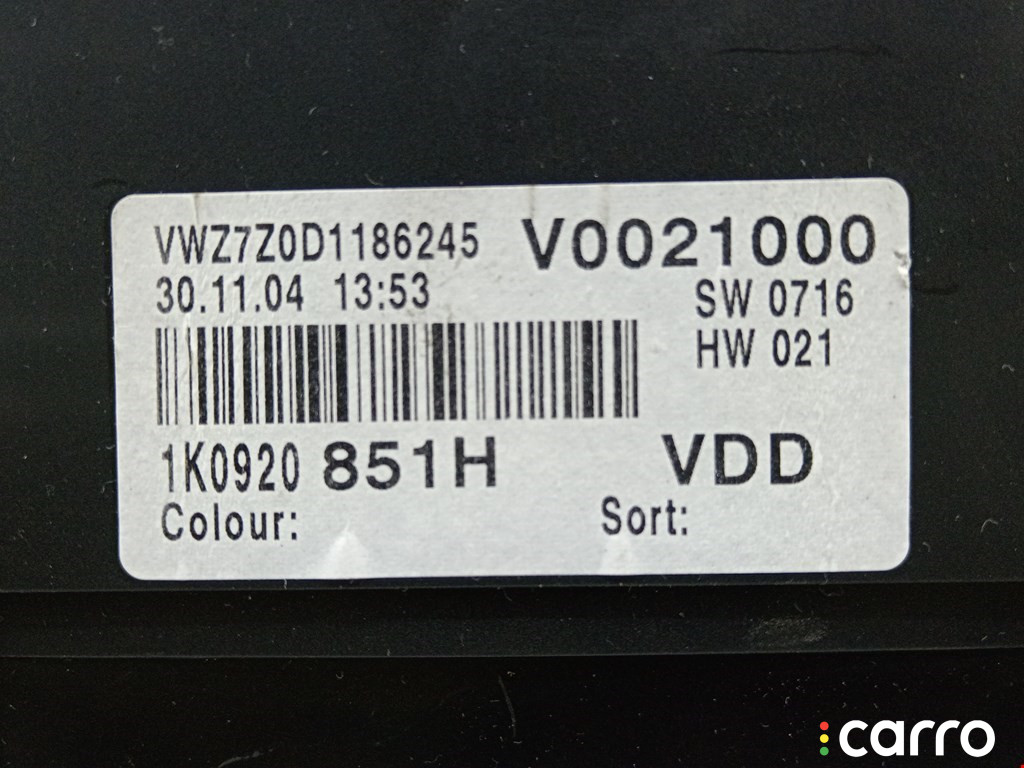 VWZ7Z0D1186245 V0021000
30.11.04 13:53 SW 0716
HW 021
1K0920 851H VDD
Colour: Sort:
carro